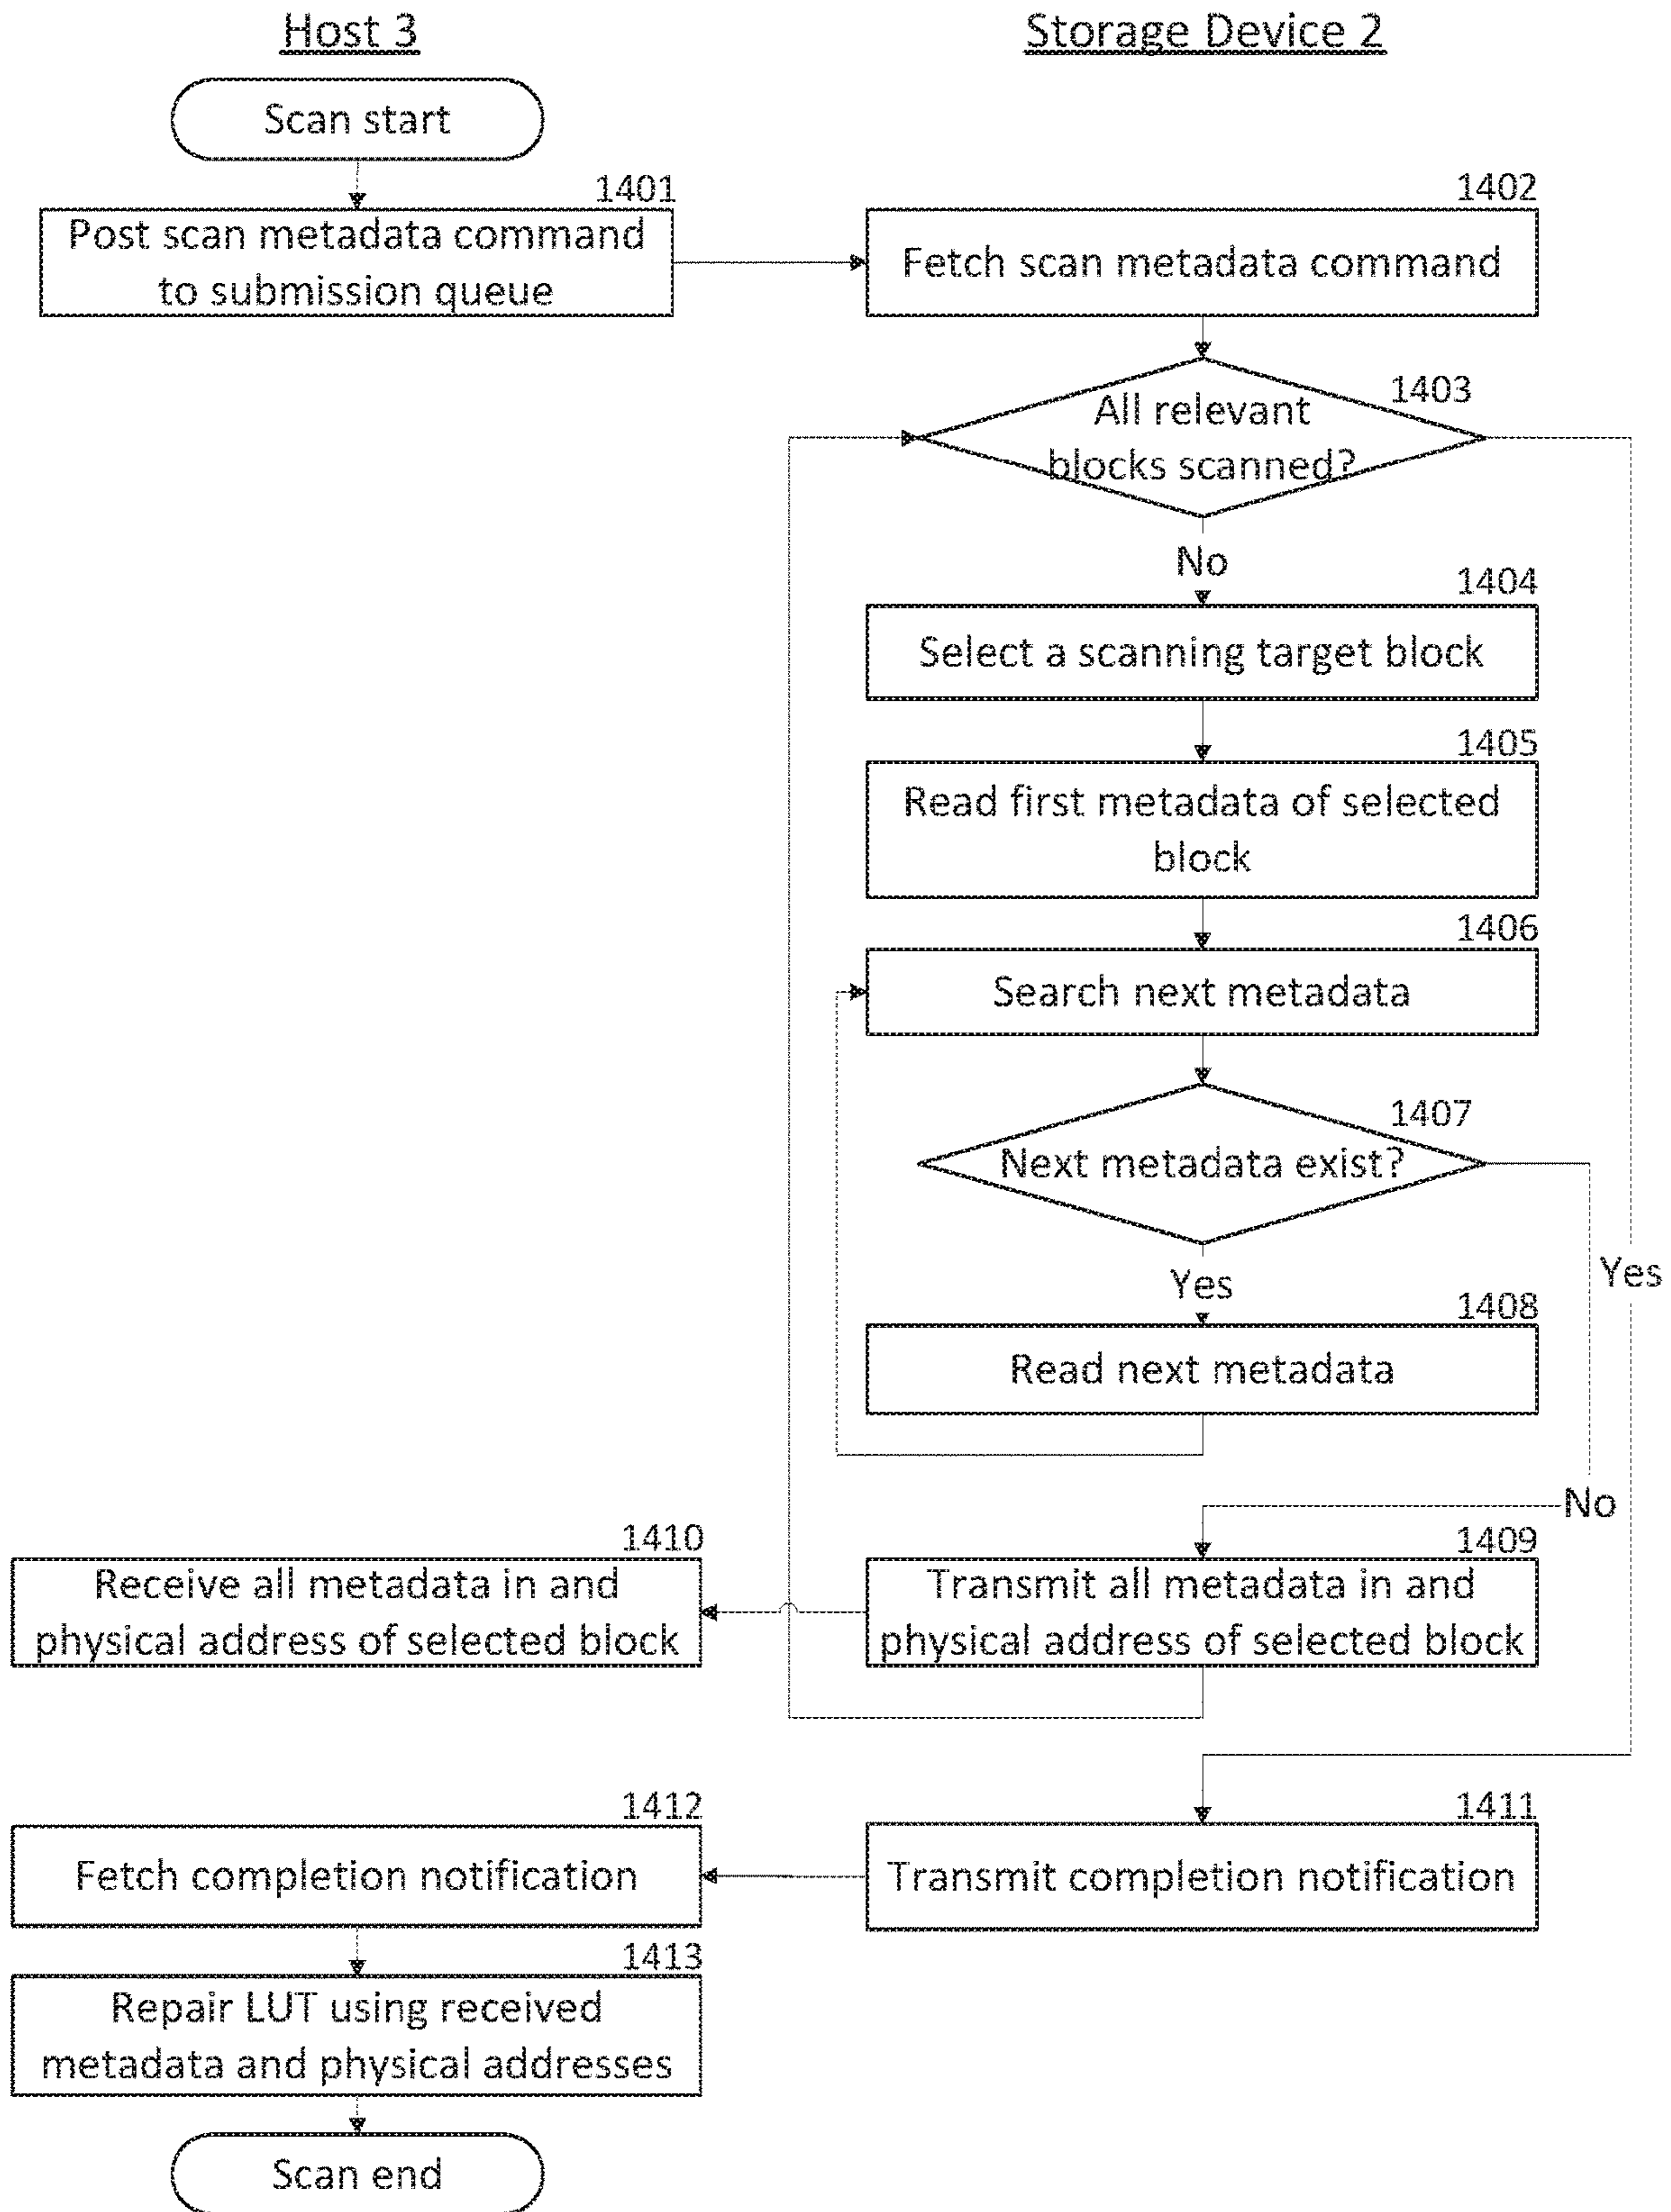 Host 3
Storage Device 2
Scan start
1401
Post scan metadata command
to submission queue
1402
Fetch scan metadata command
1403
All relevant
blocks scanned?
No
1404
Select a scanning target block
1405
Read first metadata of selected
block
1406
Search next metadata
1407
Next metadata exist?
Yes
Yes
1408
Read next metadata
No
1410
Receive all metadata in and
physical address of selected block
1409
Transmit all metadata in and
physical address of selected block
1412
Fetch completion notification
1411
Transmit completion notification
1413
Repair LUT using received
metadata and physical addresses
Scan end